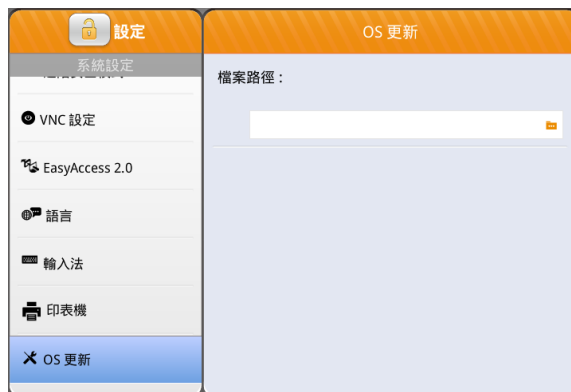 設定
系統設定
VNC 設定
EasyAccess 2.0
語言
輸入法
印表機
OS 更新
OS 更新
檔案路徑 :